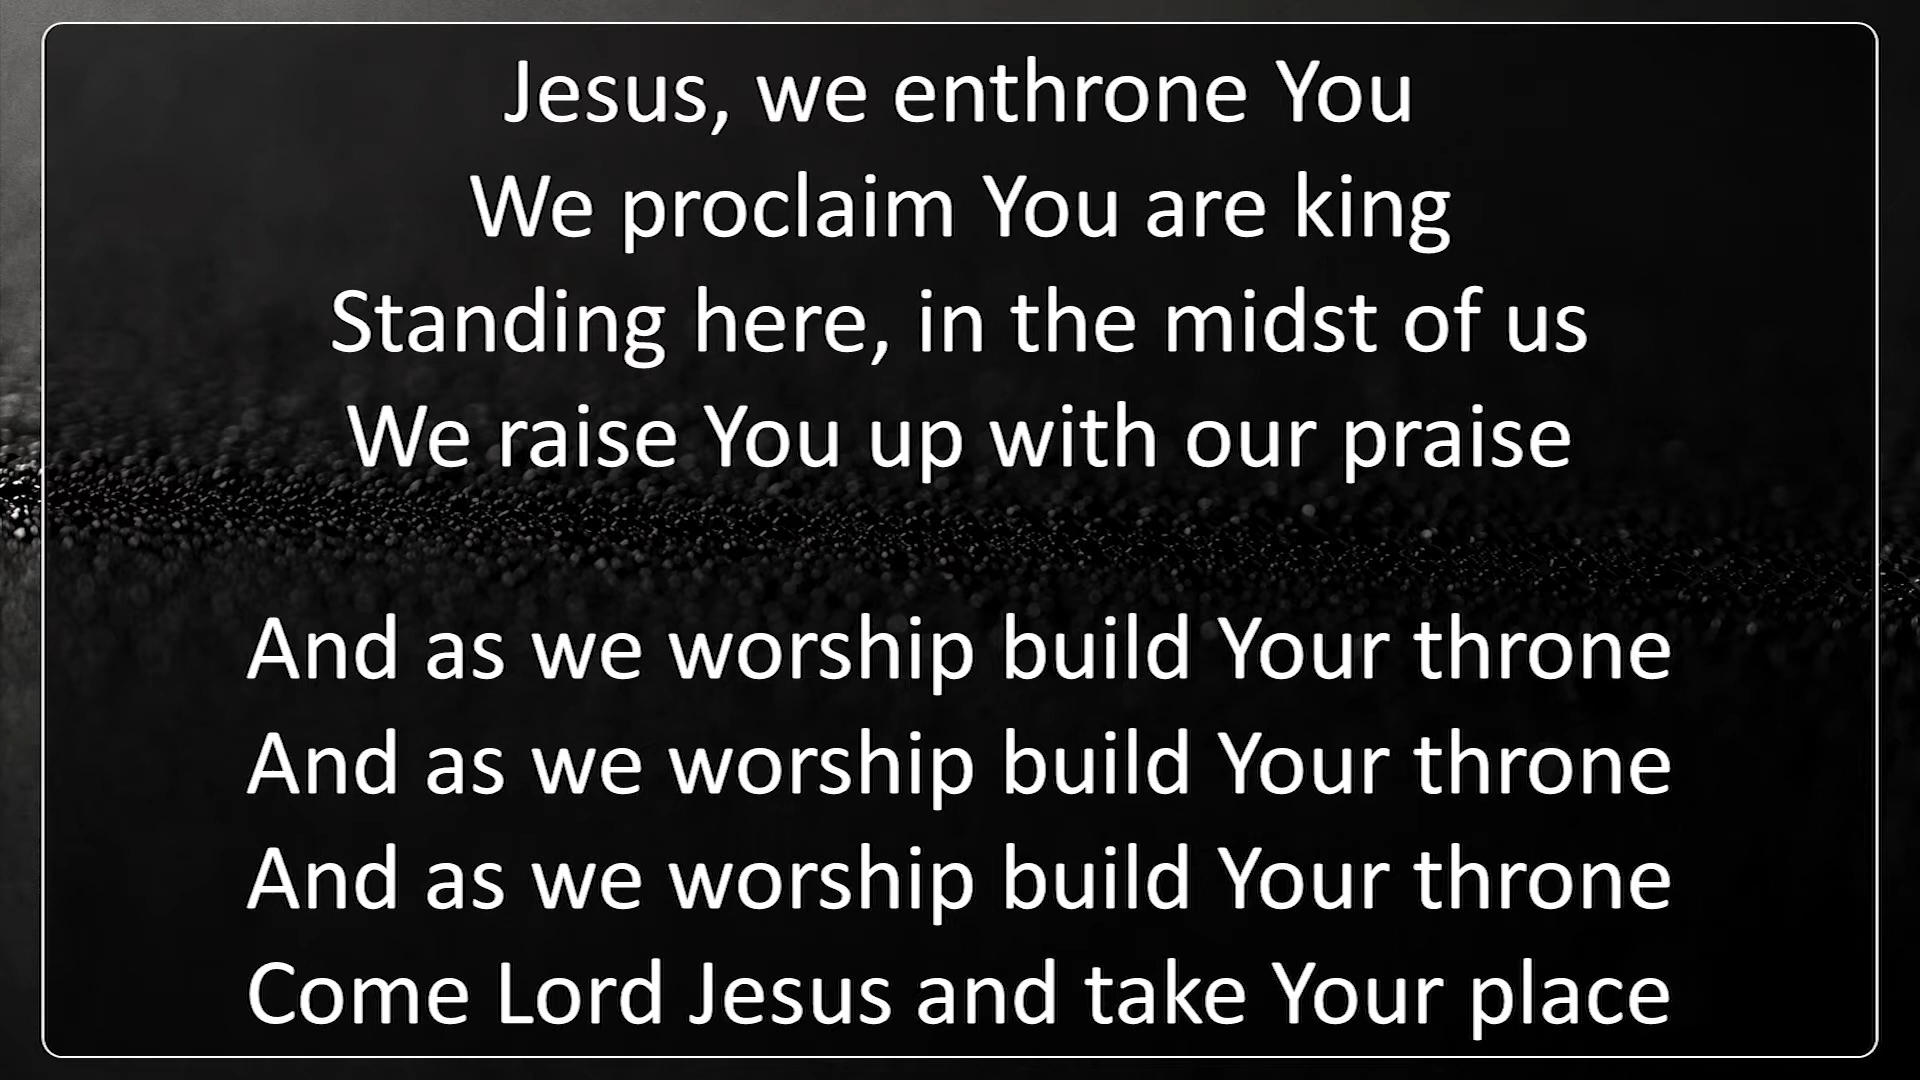 Jesus, we enthrone You
We proclaim You are king
Standing here, in the midst of us
We raise You up with our praise
And as we worship build Your throne
And as we worship build Your throne
And as we worship build Your throne
Come Lord Jesus and take Your place